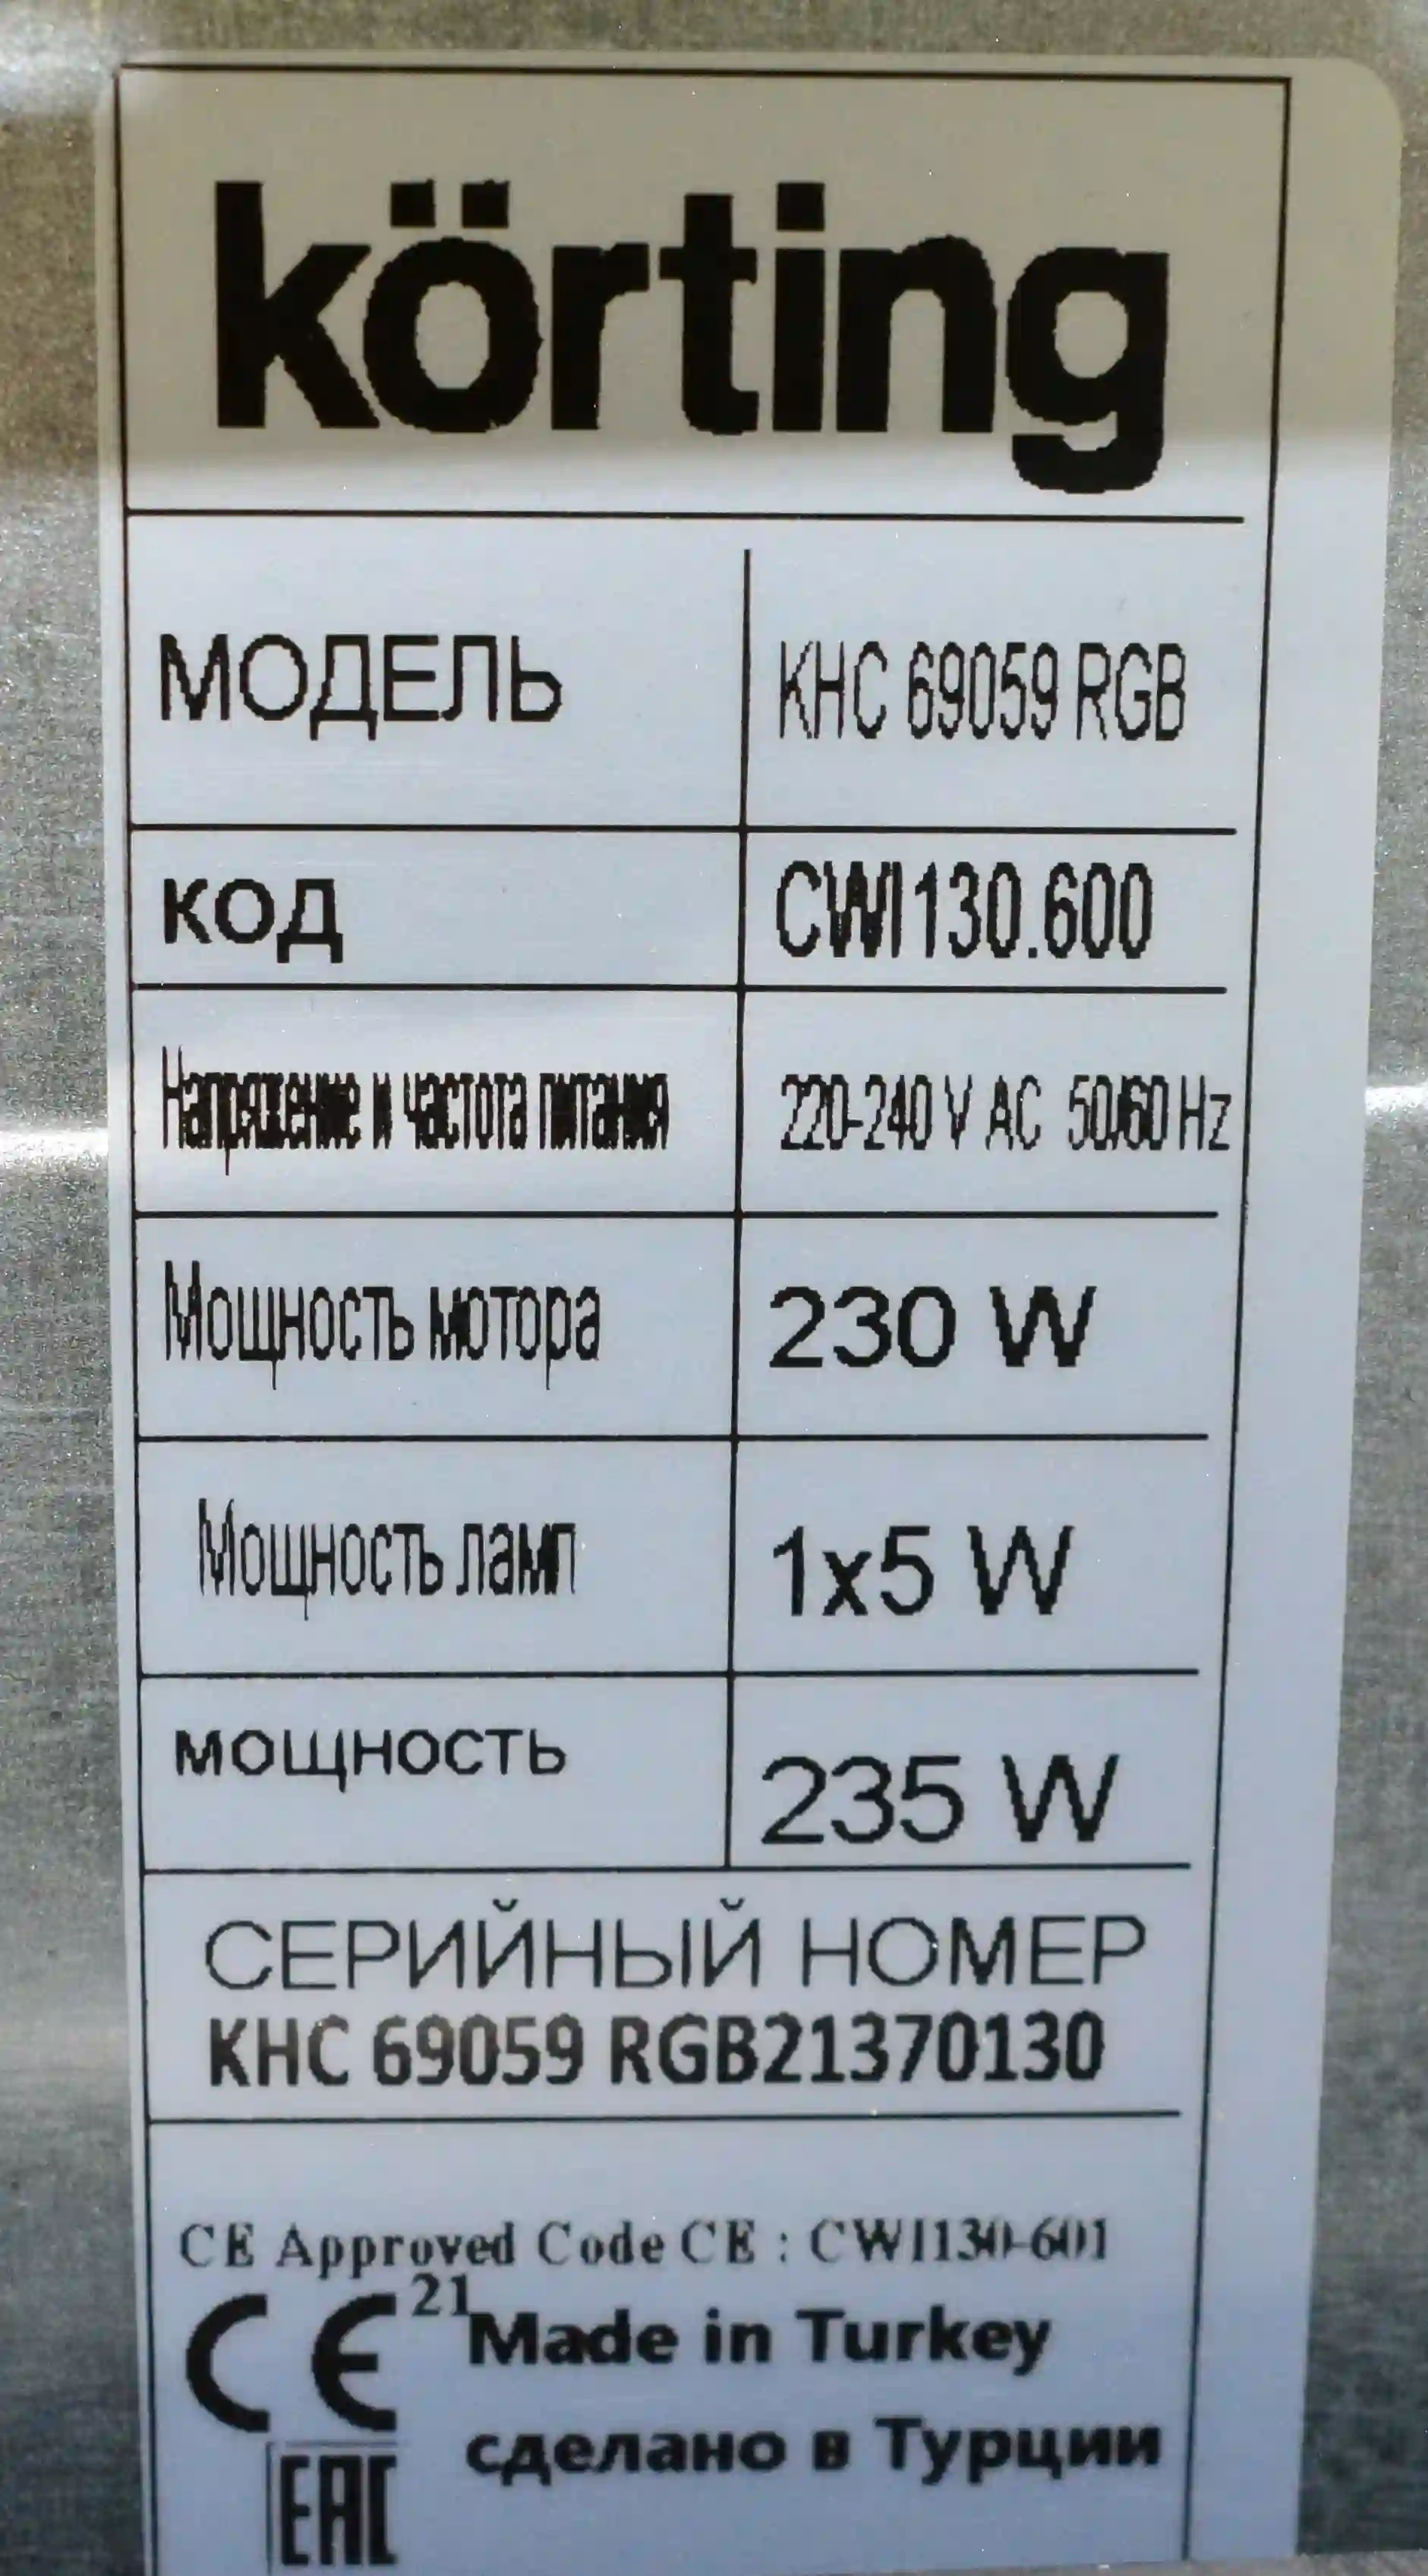 körting
МОДЕЛЬ KHC 69059 RGB
код CWI130.600
Напряжение и частота питания 220-240 V AC 50/60 Hz
Мощность мотора 230 W
Мощность ламп 1x5 W
мощность 235 W
СЕРИЙНЫЙ НОМЕР
KHC 69059 RGB21370130
CE Approved Code CE : CWI130-601
CE 21 Made in Turkey
сделано в Турции
EAC